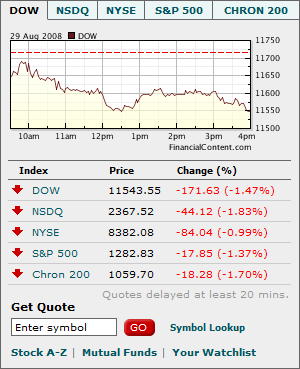 DOW NSDQ NYSE S&P 500 CHRON 200
29 Aug 2008 DOW
11750
11700
11650
11600
11550
11500
10am 11am 12pm 1pm 2pm 3pm 4pm
FinancialContent.com
Index Price Change (%)
DOW 11543.55 -171.63 (-1.47%)
NSDQ 2367.52 -44.12 (-1.83%)
NYSE 8382.08 -84.04 (-0.99%)
S&P 500 1282.83 -17.85 (-1.37%)
Chron 200 1059.70 -18.28 (-1.70%)
Quotes delayed at least 20 mins.
Get Quote
Enter symbol GO Symbol Lookup
Stock A-Z | Mutual Funds | Your Watchlist